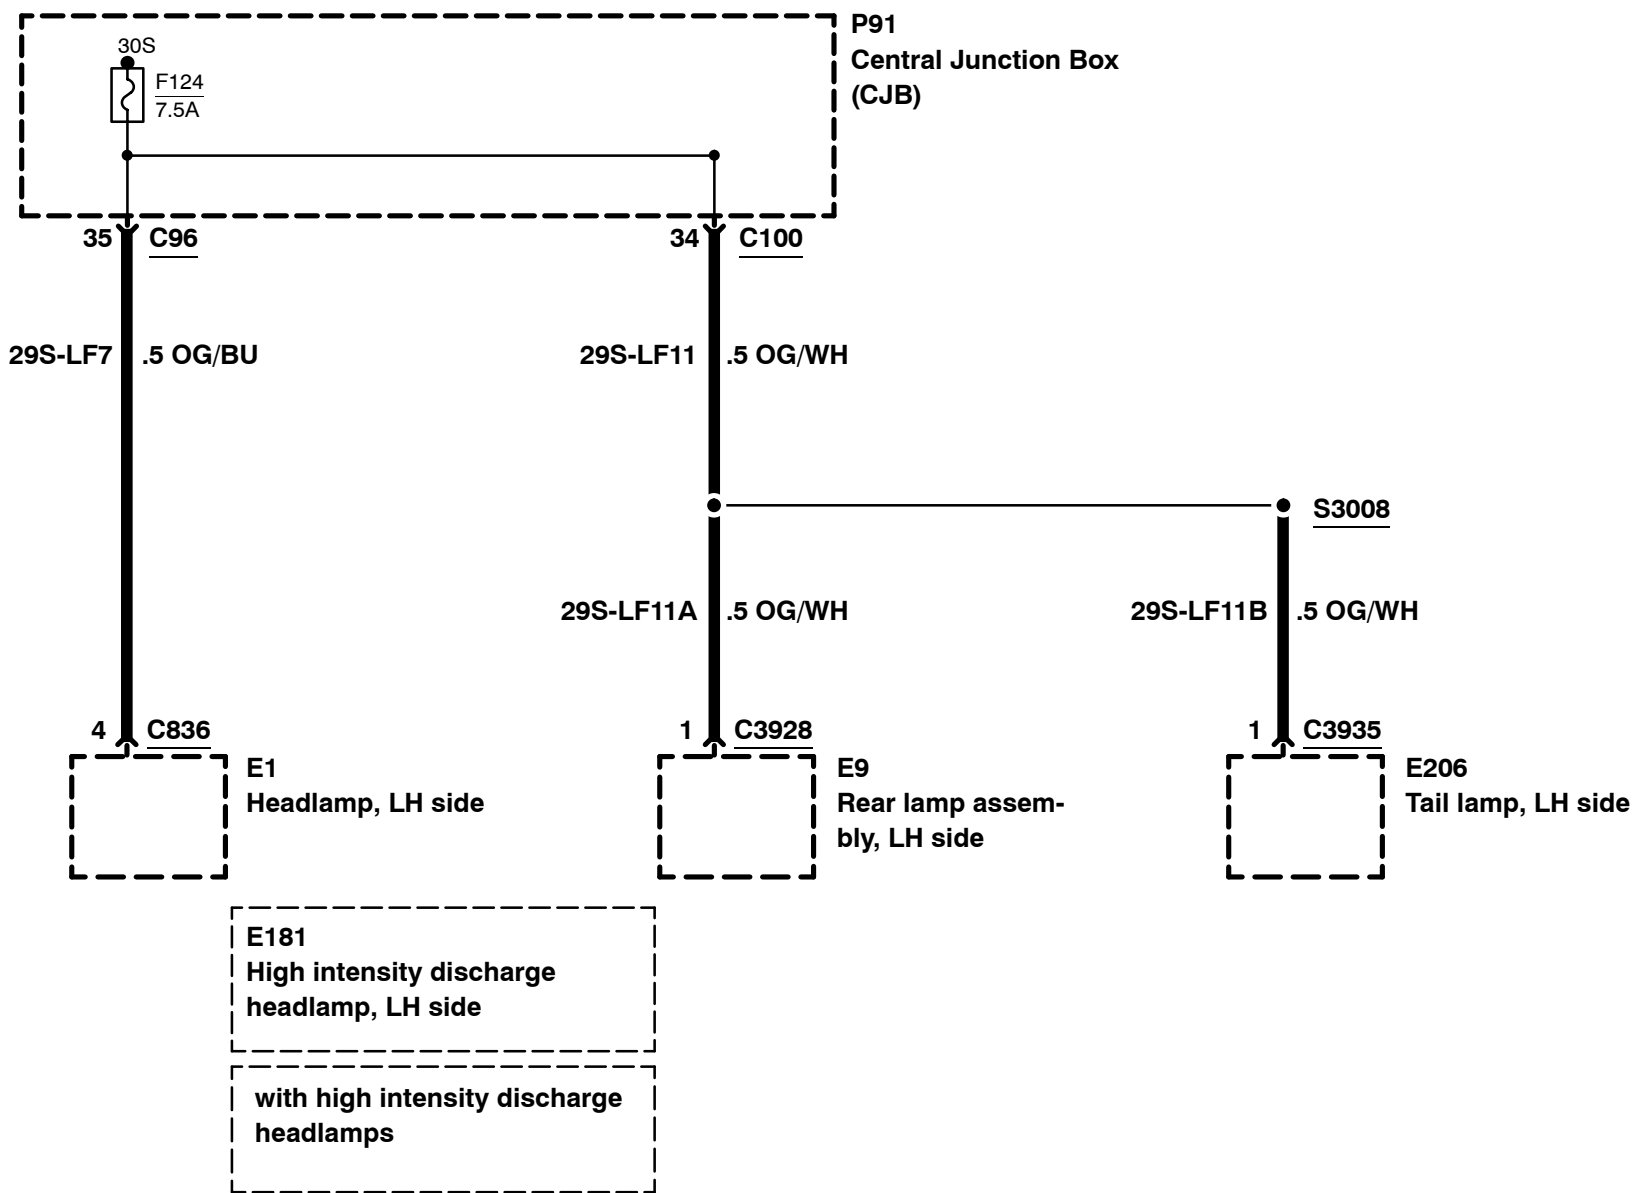 P91
Central Junction Box
(CJB)
30S
F124
7.5A
35 C96
34 C100
29S-LF7 .5 OG/BU
29S-LF11 .5 OG/WH
S3008
29S-LF11A .5 OG/WH
29S-LF11B .5 OG/WH
4 C836
1 C3928
1 C3935
E1
Headlamp, LH side
E9
Rear lamp assem-
bly, LH side
E206
Tail lamp, LH side
E181
High intensity discharge
headlamp, LH side
with high intensity discharge
headlamps